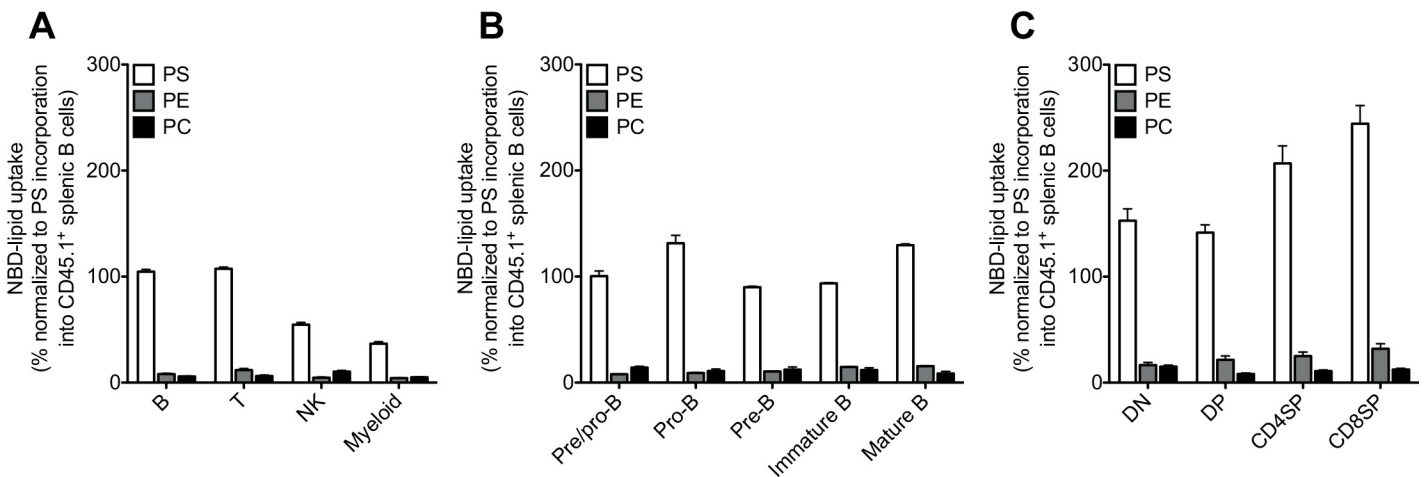 A
NBD-lipid uptake
(% normalized to PS incorporation
into CD45.1+ splenic B cells)
300
200
100
0
PS
PE
PC
B
T
NK
Myeloid
B
NBD-lipid uptake
(% normalized to PS incorporation
into CD45.1+ splenic B cells)
300
200
100
0
PS
PE
PC
Pre/pro-B
Pro-B
Pre-B
Immature B
Mature B
C
NBD-lipid uptake
(% normalized to PS incorporation
into CD45.1+ splenic B cells)
300
200
100
0
PS
PE
PC
DN
DP
CD4SP
CD8SP